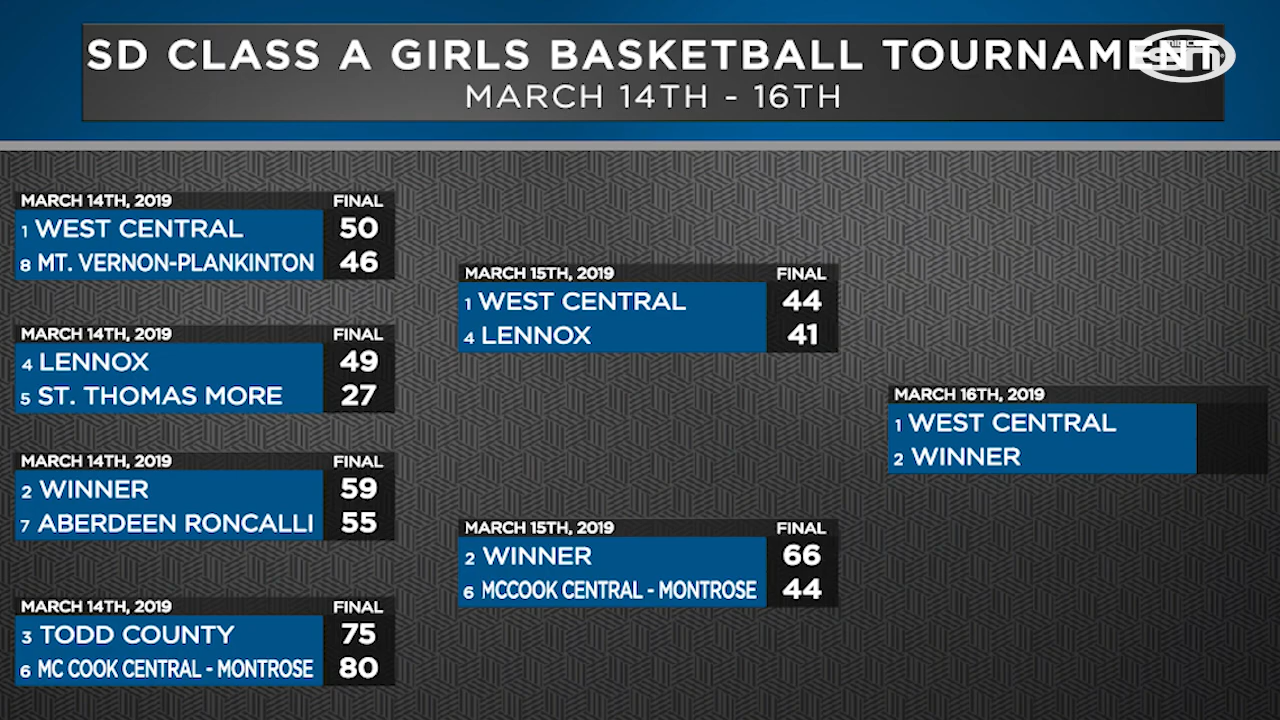 SD CLASS A GIRLS BASKETBALL TOURNAMENT
MARCH 14TH - 16TH
MARCH 14TH, 2019 FINAL
1 WEST CENTRAL 50
8 MT. VERNON-PLANKINTON 46
MARCH 14TH, 2019 FINAL
4 LENNOX 49
5 ST. THOMAS MORE 27
MARCH 14TH, 2019 FINAL
2 WINNER 59
7 ABERDEEN RONCALLI 55
MARCH 14TH, 2019 FINAL
3 TODD COUNTY 75
6 MC COOK CENTRAL - MONTROSE 80
MARCH 15TH, 2019 FINAL
1 WEST CENTRAL 44
4 LENNOX 41
MARCH 15TH, 2019 FINAL
2 WINNER 66
6 MCCOOK CENTRAL - MONTROSE 44
MARCH 16TH, 2019
1 WEST CENTRAL
2 WINNER